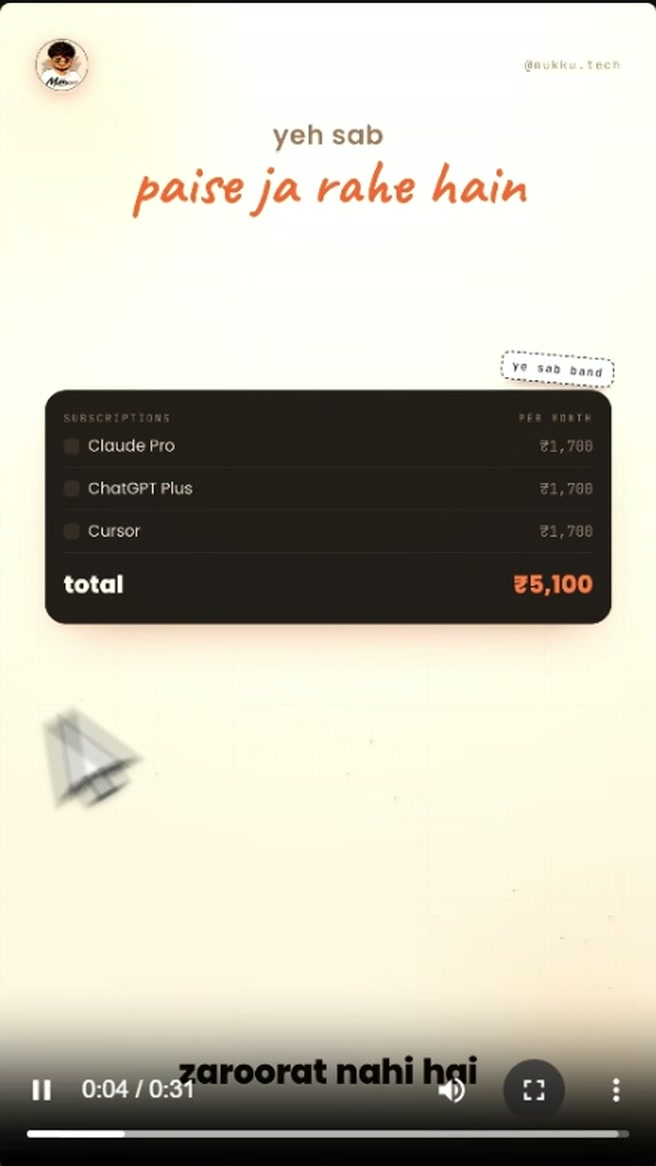 @mukku.tech
yeh sab
paise ja rahe hain
ye sab band
SUBSCRIPTIONS PER MONTH
Claude Pro ₹1,700
ChatGPT Plus ₹1,700
Cursor ₹1,700
total ₹5,100
zaroorat nahi hai
0:04 / 0:31